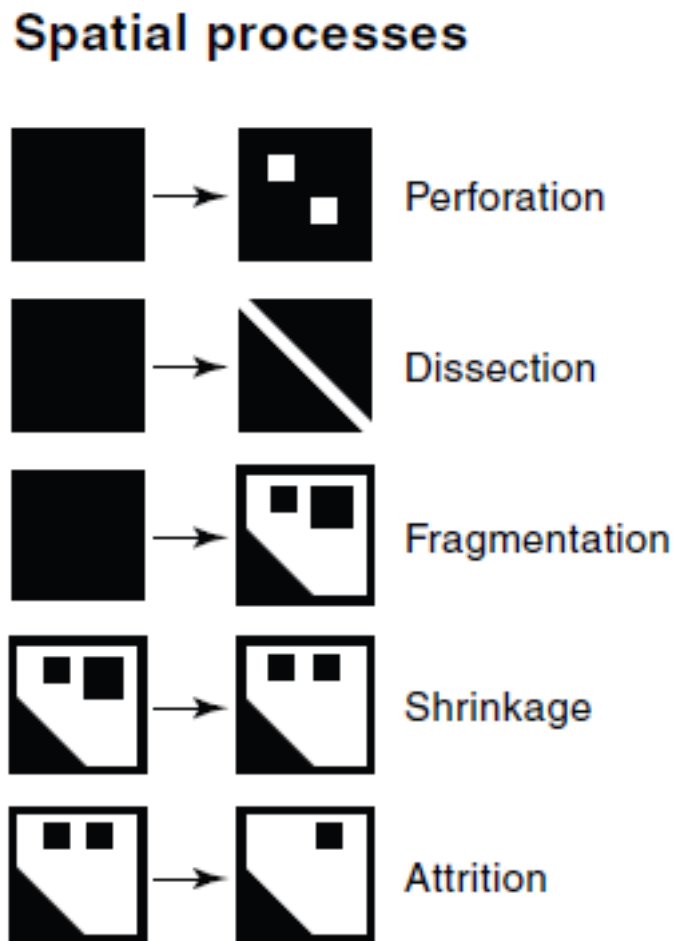 Spatial processes
Perforation
Dissection
Fragmentation
Shrinkage
Attrition